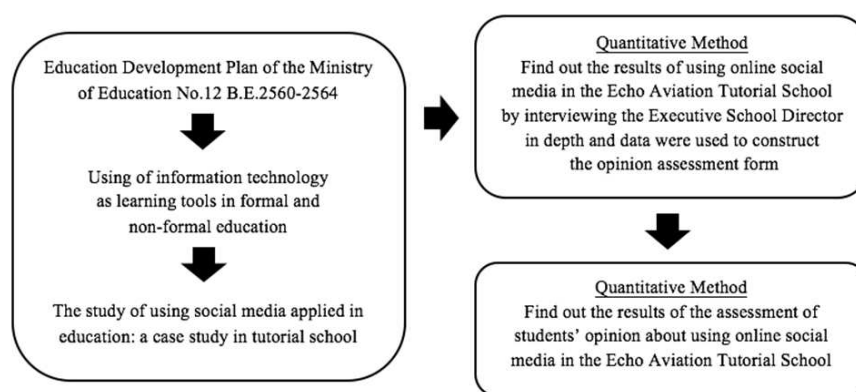 Education Development Plan of the Ministry
of Education No.12 B.E.2560-2564
Using of information technology
as learning tools in formal and
non-formal education
The study of using social media applied in
education: a case study in tutorial school
Quantitative Method
Find out the results of using online social
media in the Echo Aviation Tutorial School
by interviewing the Executive School Director
in depth and data were used to construct
the opinion assessment form
Quantitative Method
Find out the results of the assessment of
students’ opinion about using online social
media in the Echo Aviation Tutorial School